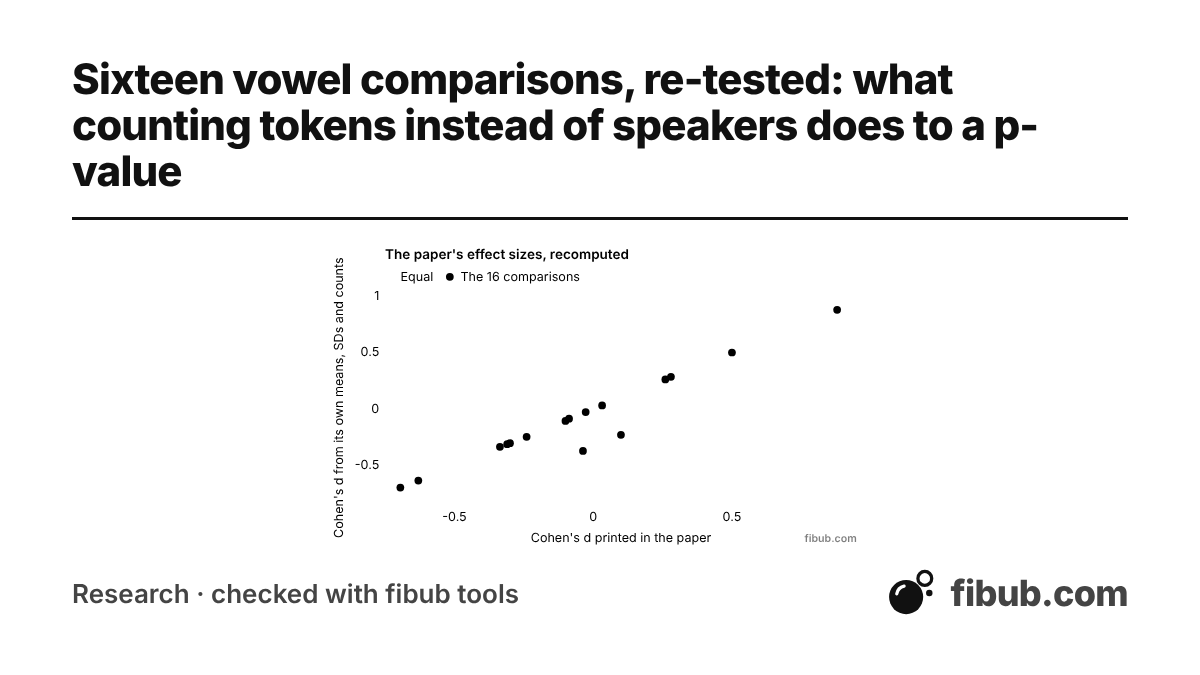 Sixteen vowel comparisons, re-tested: what
counting tokens instead of speakers does to a p-
value
The paper's effect sizes, recomputed
Equal The 16 comparisons
Cohen's d from its own means, SDs and counts
1
0.5
0
-0.5
-0.5 0 0.5
Cohen's d printed in the paper
fibub.com
Research · checked with fibub tools
fibub.com